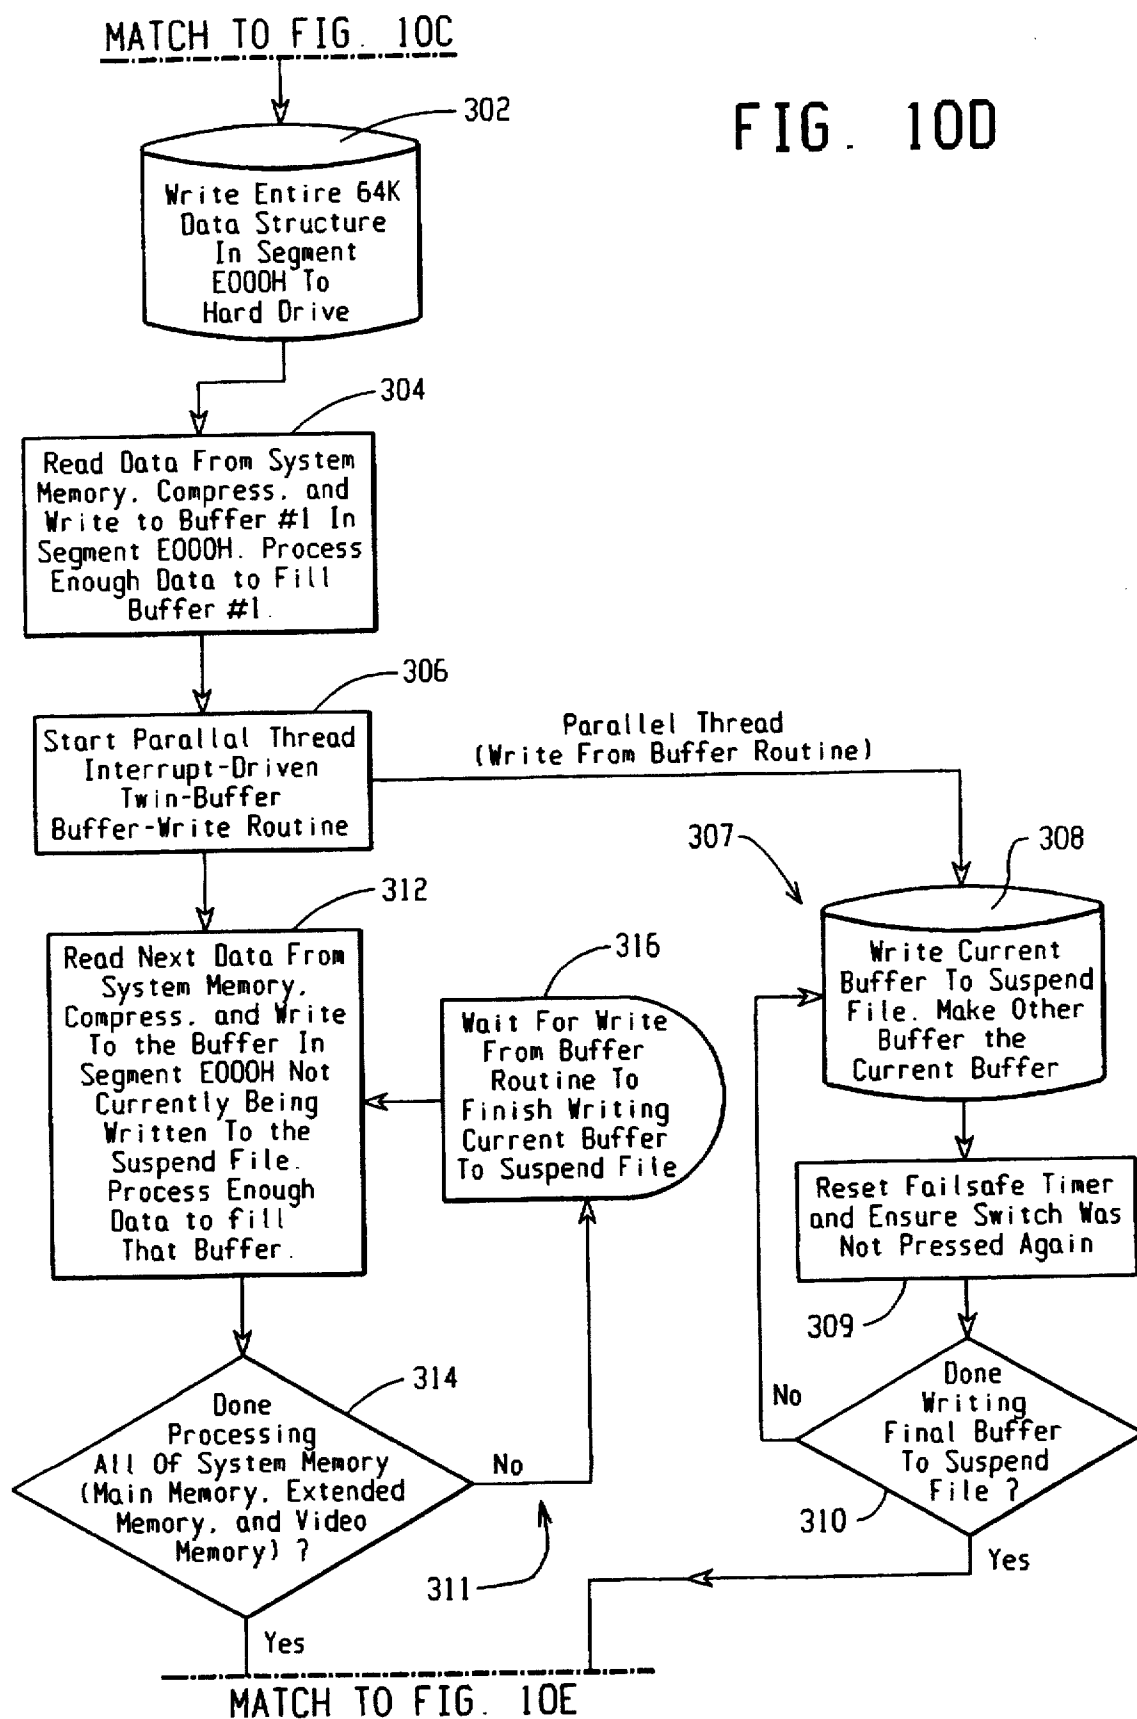 MATCH TO FIG. 10C
FIG. 10D
302
Write Entire 64K
Data Structure
In Segment
E000H To
Hard Drive
304
Read Data From System
Memory, Compress, and
Write to Buffer #1 In
Segment E000H. Process
Enough Data to Fill
Buffer #1.
306
Start Parallal Thread
Interrupt-Driven
Twin-Buffer
Buffer-Write Routine
Parallel Thread
(Write From Buffer Routine)
307
308
Write Current
Buffer To Suspend
File. Make Other
Buffer the
Current Buffer
312
Read Next Data From
System Memory,
Compress, and Write
To the Buffer In
Segment E000H Not
Currently Being
Written To the
Suspend File.
Process Enough
Data to fill
That Buffer.
316
Wait For Write
From Buffer
Routine To
Finish Writing
Current Buffer
To Suspend File
Reset Failsafe Timer
and Ensure Switch Was
Not Pressed Again
309
314
Done
Processing
All Of System Memory
(Main Memory, Extended
Memory, and Video
Memory) ?
No
311
No
Done
Writing
Final Buffer
To Suspend
File ?
310
Yes
Yes
MATCH TO FIG. 10E